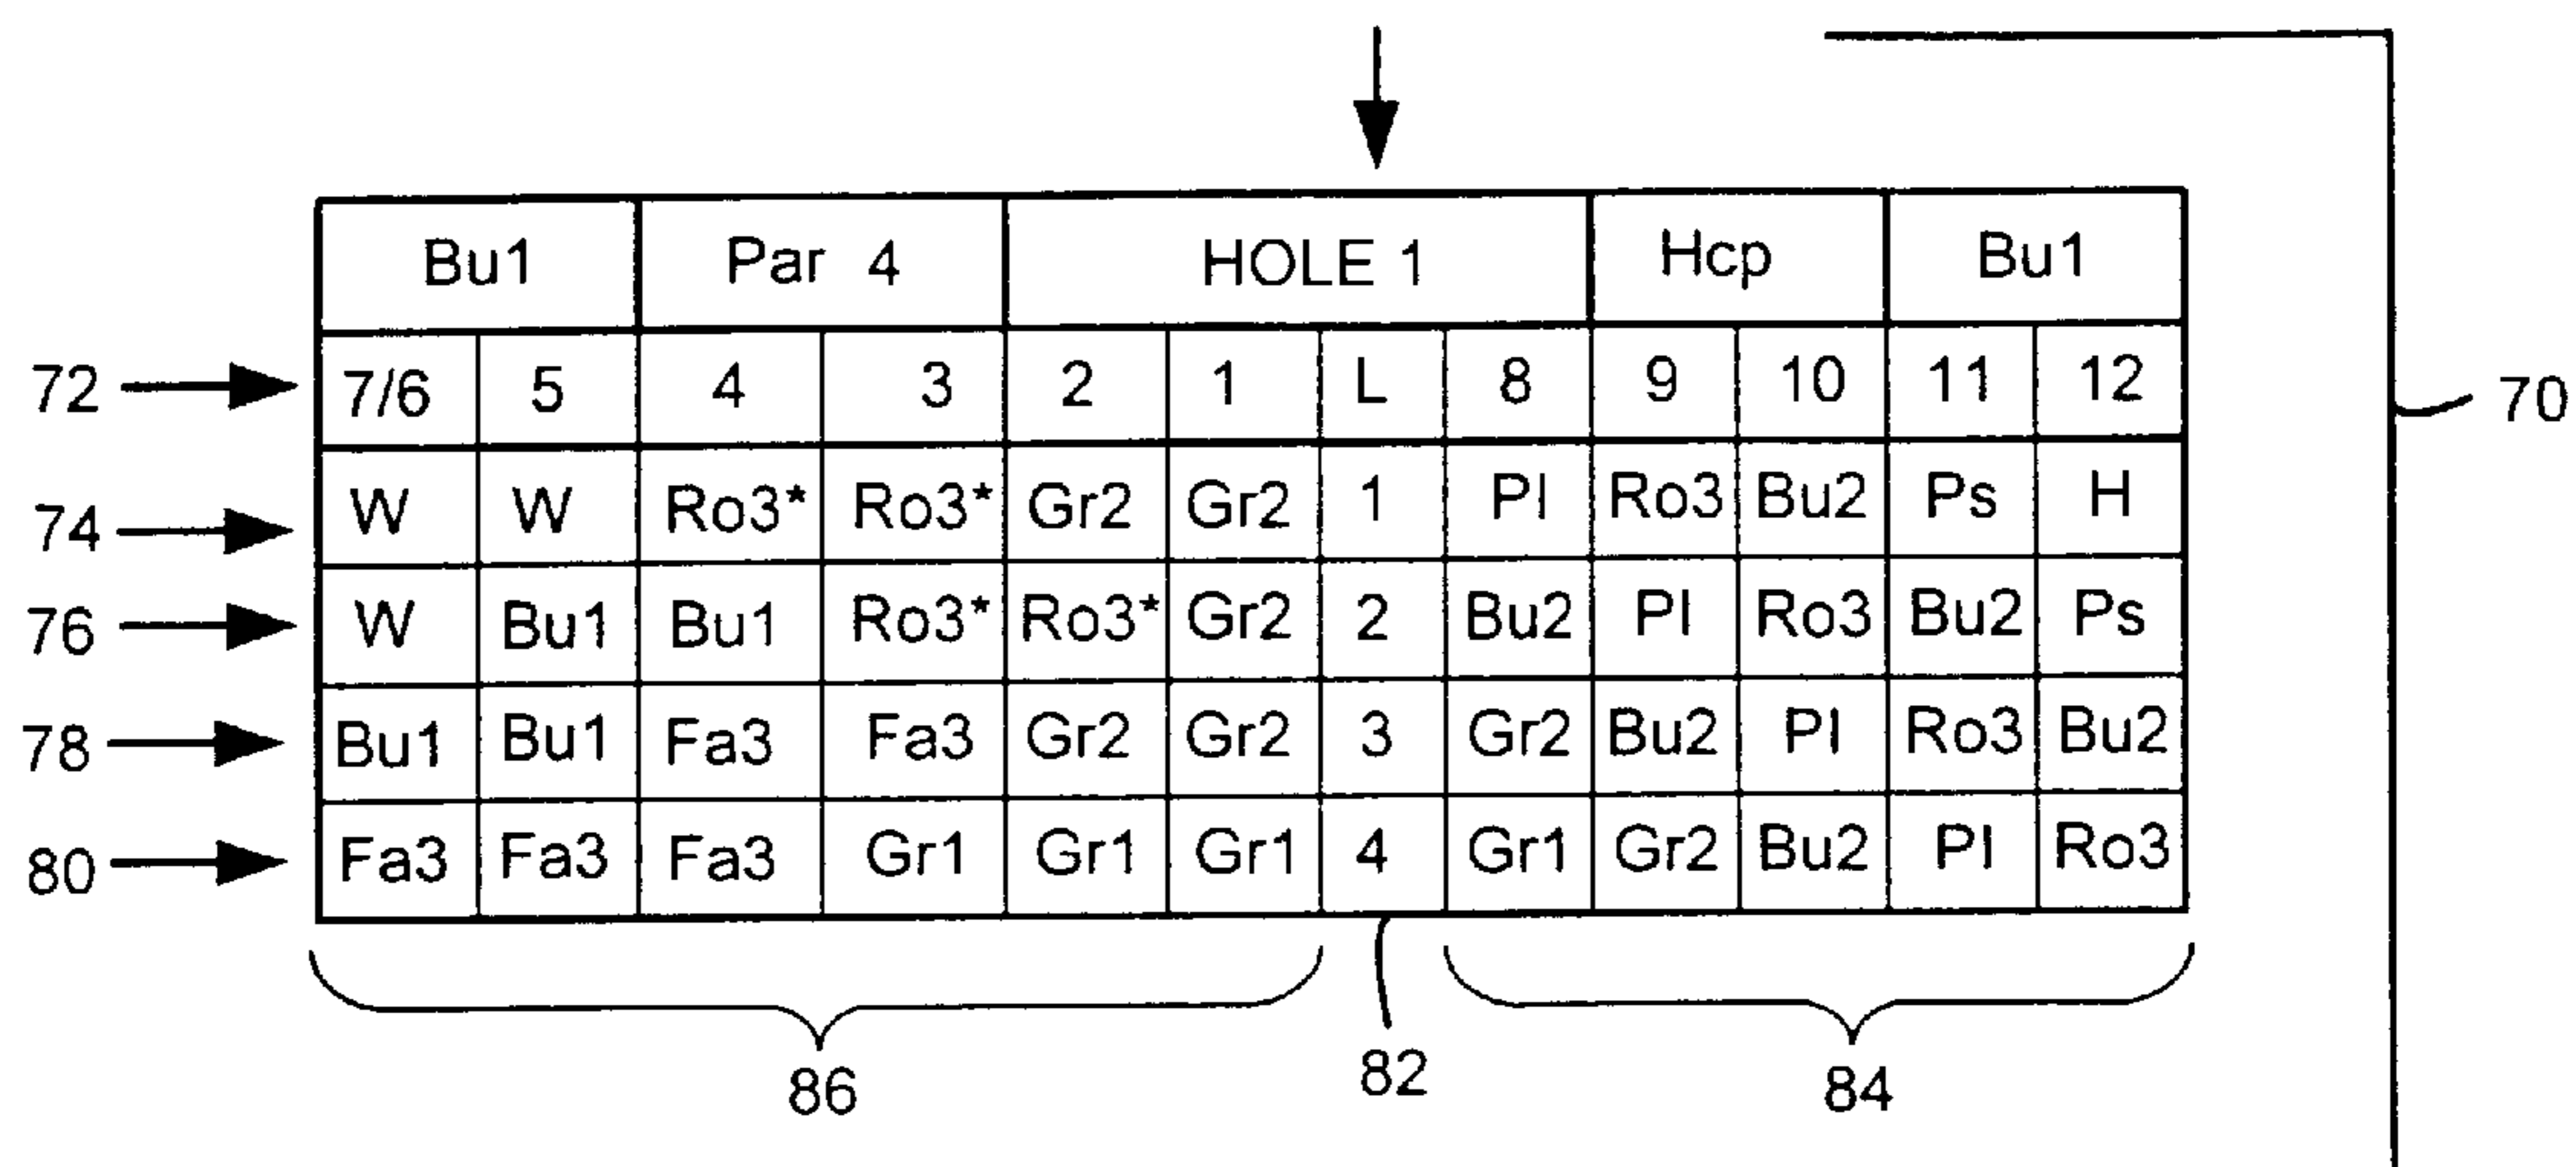 Bu1 Par 4 HOLE 1 Hcp Bu1
72 7/6 5 4 3 2 1 L 8 9 10 11 12 70
74 W W Ro3* Ro3* Gr2 Gr2 1 Pl Ro3 Bu2 Ps H
76 W Bu1 Bu1 Ro3* Ro3* Gr2 2 Bu2 Pl Ro3 Bu2 Ps
78 Bu1 Bu1 Fa3 Fa3 Gr2 Gr2 3 Gr2 Bu2 Pl Ro3 Bu2
80 Fa3 Fa3 Fa3 Gr1 Gr1 Gr1 4 Gr1 Gr2 Bu2 Pl Ro3
86 82 84